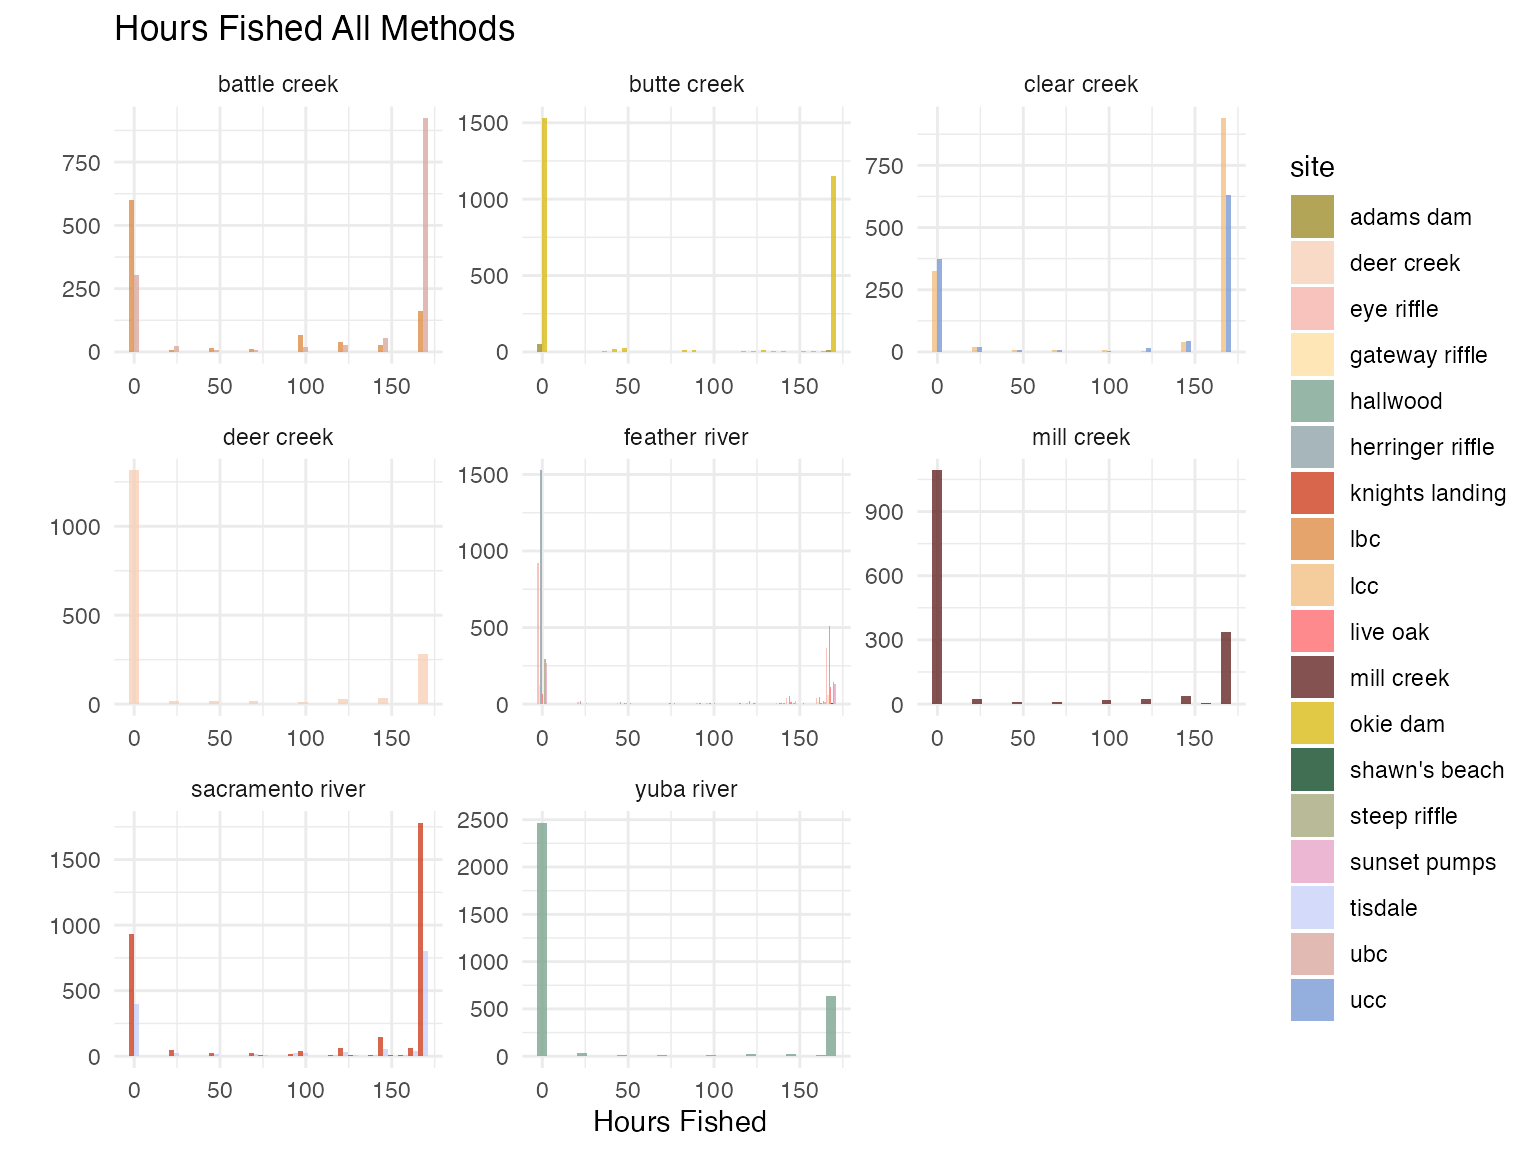 Hours Fished All Methods
battle creek
butte creek
clear creek
750
500
250
0
0 50 100 150
1500
1000
500
0
0 50 100 150
750
500
250
0
0 50 100 150
deer creek
feather river
mill creek
1000
500
0
0 50 100 150
1500
1000
500
0
0 50 100 150
900
600
300
0
0 50 100 150
sacramento river
yuba river
1500
1000
500
0
0 50 100 150
2500
2000
1500
1000
500
0
0 50 100 150
Hours Fished
site
adams dam
deer creek
eye riffle
gateway riffle
hallwood
herringer riffle
knights landing
lbc
lcc
live oak
mill creek
okie dam
shawn's beach
steep riffle
sunset pumps
tisdale
ubc
ucc